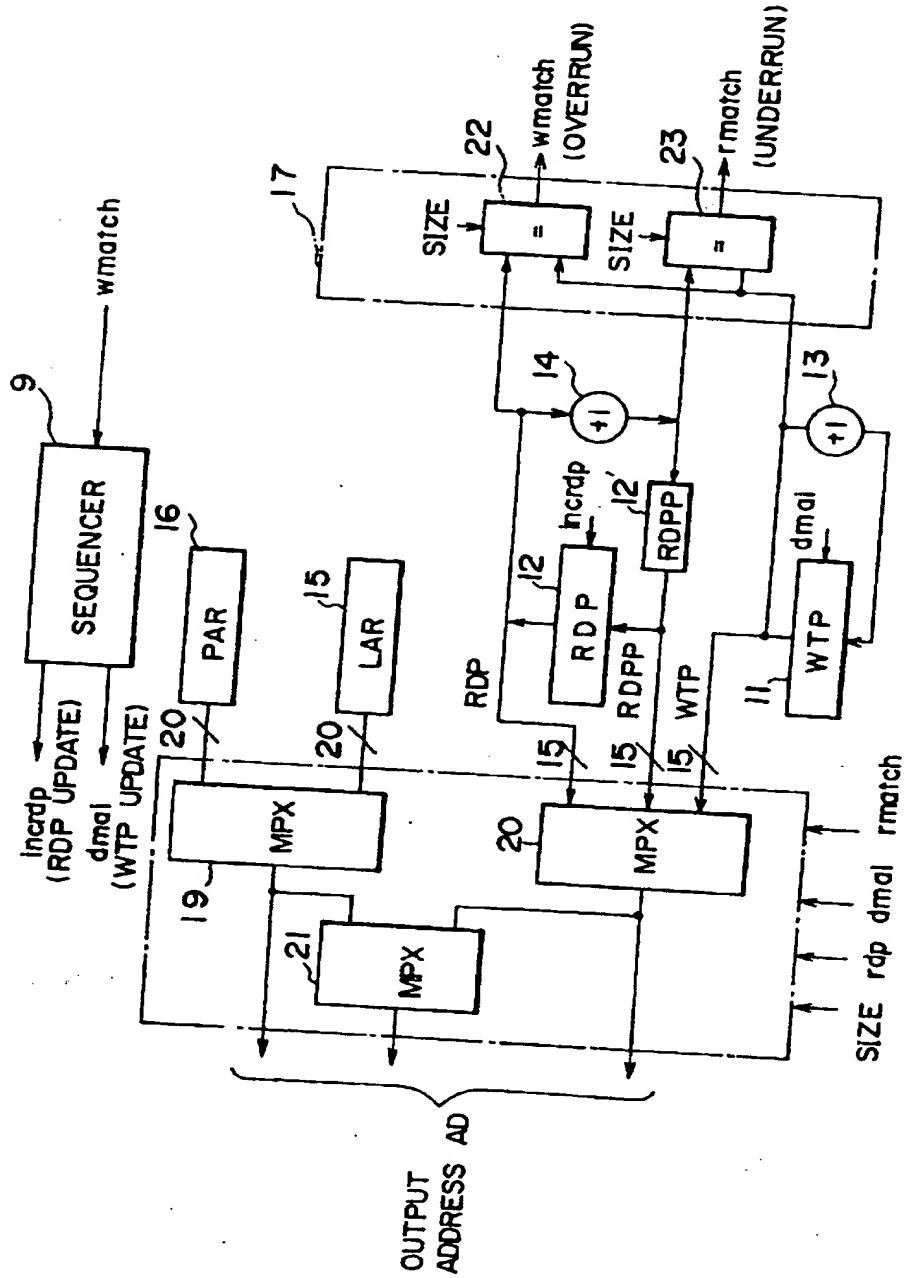 9
SEQUENCER
wmatch
incrdp
(RDP UPDATE)
dmal
(WTP UPDATE)
16
PAR
20
15
LAR
20
19
MPX
21
MPX
20
MPX
OUTPUT
ADDRESS AD
SIZE
rdp
dmal
rmatch
RDP
15
RDPP
15
WTP
15
12
RDP
incrdp
12'
RDPP
11
WTP
dmal
14
+1
13
+1
17
SIZE
22
=
wmatch
(OVERRUN)
SIZE
23
=
rmatch
(UNDERRUN)